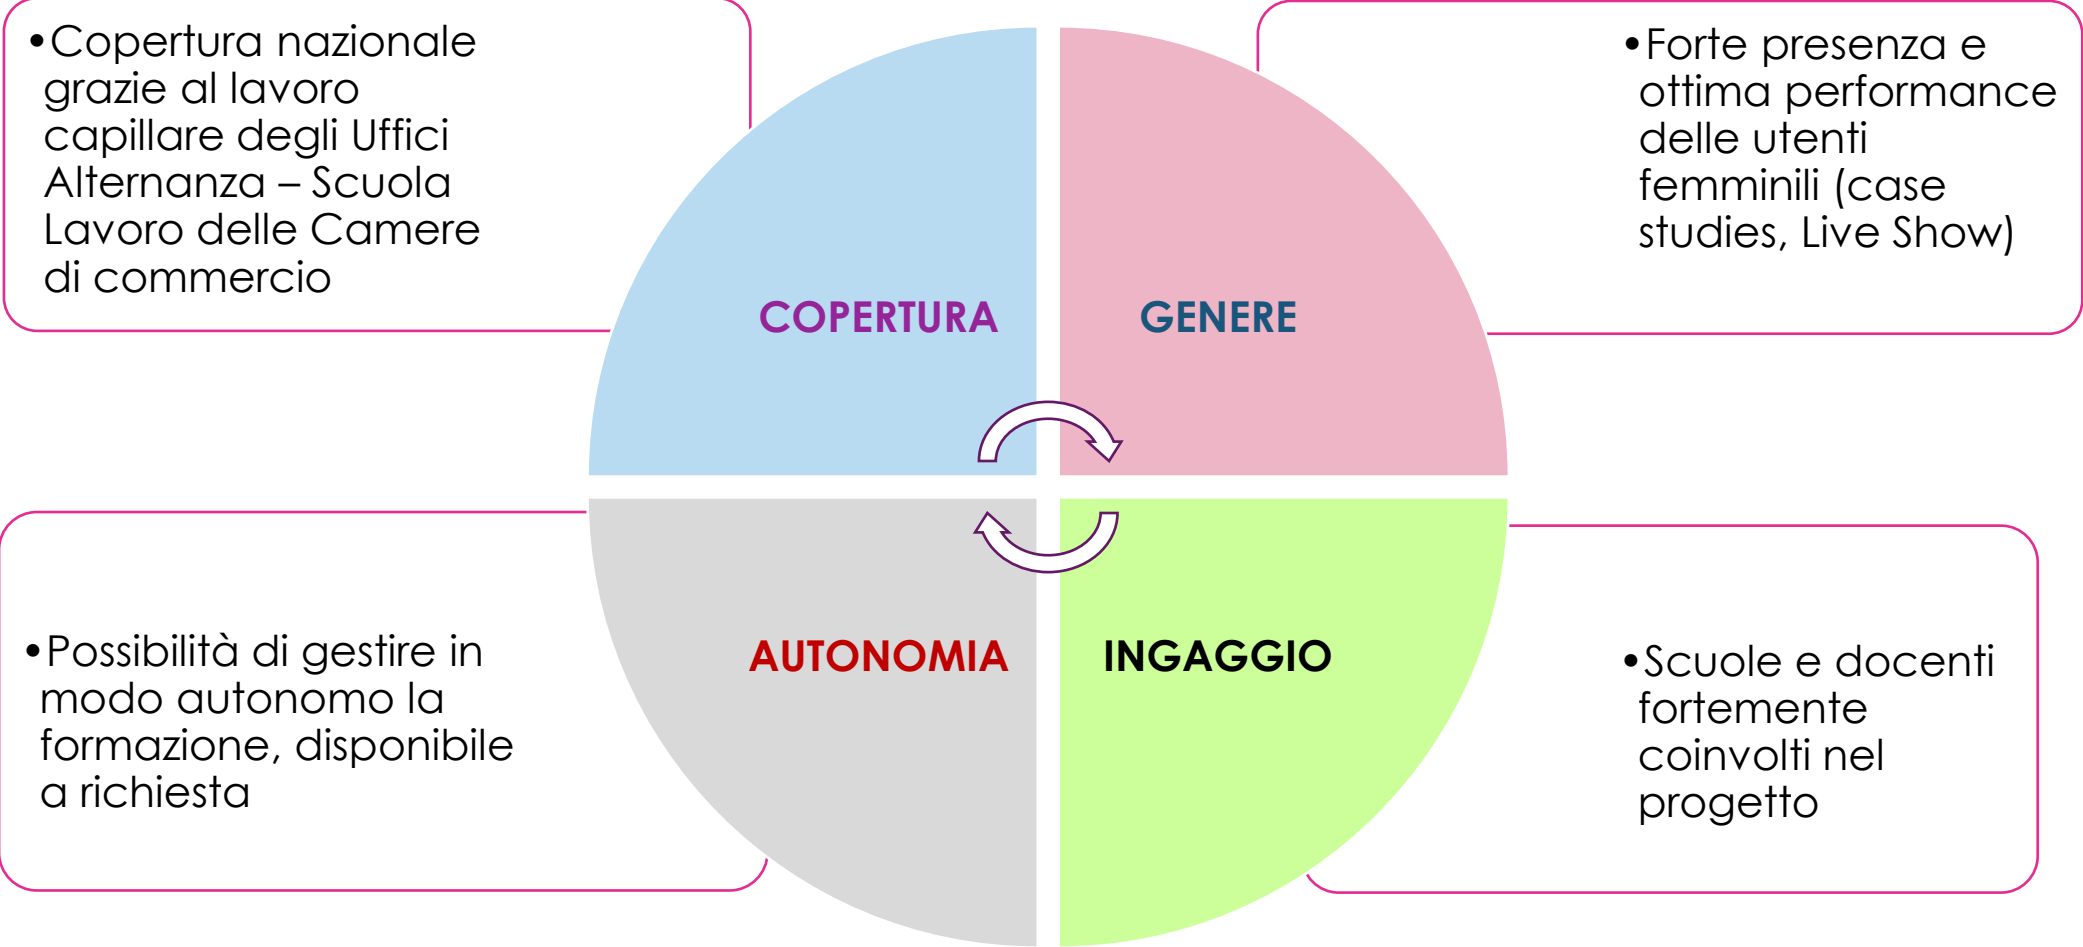 •Copertura nazionale
grazie al lavoro
capillare degli Uffici
Alternanza – Scuola
Lavoro delle Camere
di commercio
•Forte presenza e
ottima performance
delle utenti
femminili (case
studies, Live Show)
COPERTURA
GENERE
AUTONOMIA
INGAGGIO
•Possibilità di gestire in
modo autonomo la
formazione, disponibile
a richiesta
•Scuole e docenti
fortemente
coinvolti nel
progetto